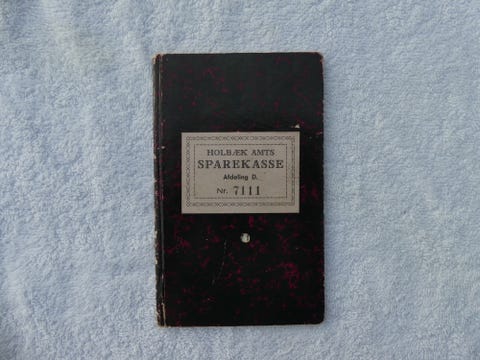 HOLBÆK AMTS
SPAREKASSE
Afdeling D.
Nr. 7111